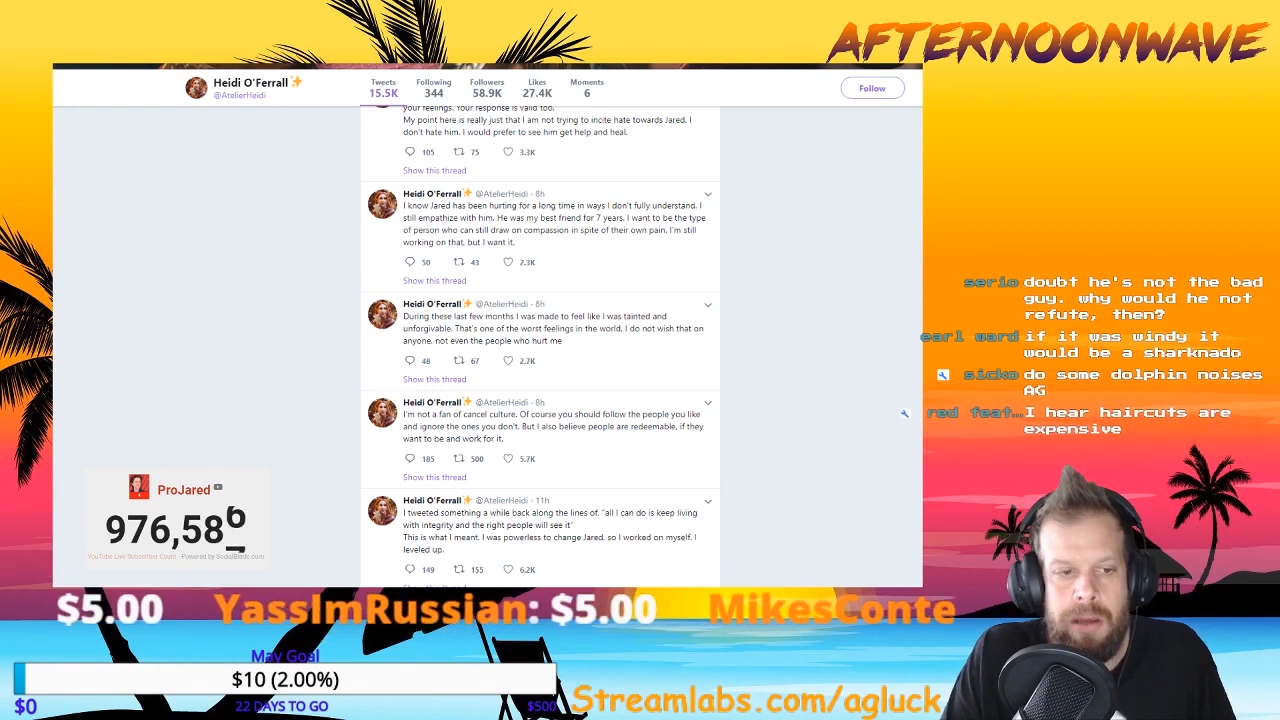 AFTERNOONWAVE
Heidi O'Ferrall✨
@AtelierHeidi
Tweets
15.5K
Following
344
Followers
58.9K
Likes
27.4K
Moments
6
Follow
your feelings. Your response is valid too.
My point here is really just that I am not trying to incite hate towards Jared. I
don't hate him. I would prefer to see him get help and heal.
105 75 3.3K
Show this thread
Heidi O'Ferrall✨ @AtelierHeidi · 8h
I know Jared has been hurting for a long time in ways I don't fully understand. I
still empathize with him. He was my best friend for 7 years. I want to be the type
of person who can still draw on compassion in spite of their own pain. I'm still
working on that, but I want it.
50 43 2.3K
Show this thread
Heidi O'Ferrall✨ @AtelierHeidi · 8h
During these last few months I was made to feel like I was tainted and
unforgivable. That's one of the worst feelings in the world. I do not wish that on
anyone, not even the people who hurt me
48 67 2.7K
Show this thread
Heidi O'Ferrall✨ @AtelierHeidi · 8h
I'm not a fan of cancel culture. Of course you should follow the people you like
and ignore the ones you don't. But I also believe people are redeemable, if they
want to be and work for it.
185 500 5.7K
Show this thread
Heidi O'Ferrall✨ @AtelierHeidi · 11h
I tweeted something a while back along the lines of, "all I can do is keep living
with integrity and the right people will see it"
This is what I meant. I was powerless to change Jared, so I worked on myself. I
leveled up.
149 155 6.2K
serio doubt he's not the bad
guy. why would he not
refute, then?
earl ward if it was windy it
would be a sharknado
sicko do some dolphin noises
AG
red feat… I hear haircuts are
expensive
ProJared
976,586
YouTube Live Subscriber Count - Powered by SocialBlade.com
$5.00 YassImRussian: $5.00 MikesConte
May Goal
$10 (2.00%)
$0 22 DAYS TO GO $500
Streamlabs.com/agluck